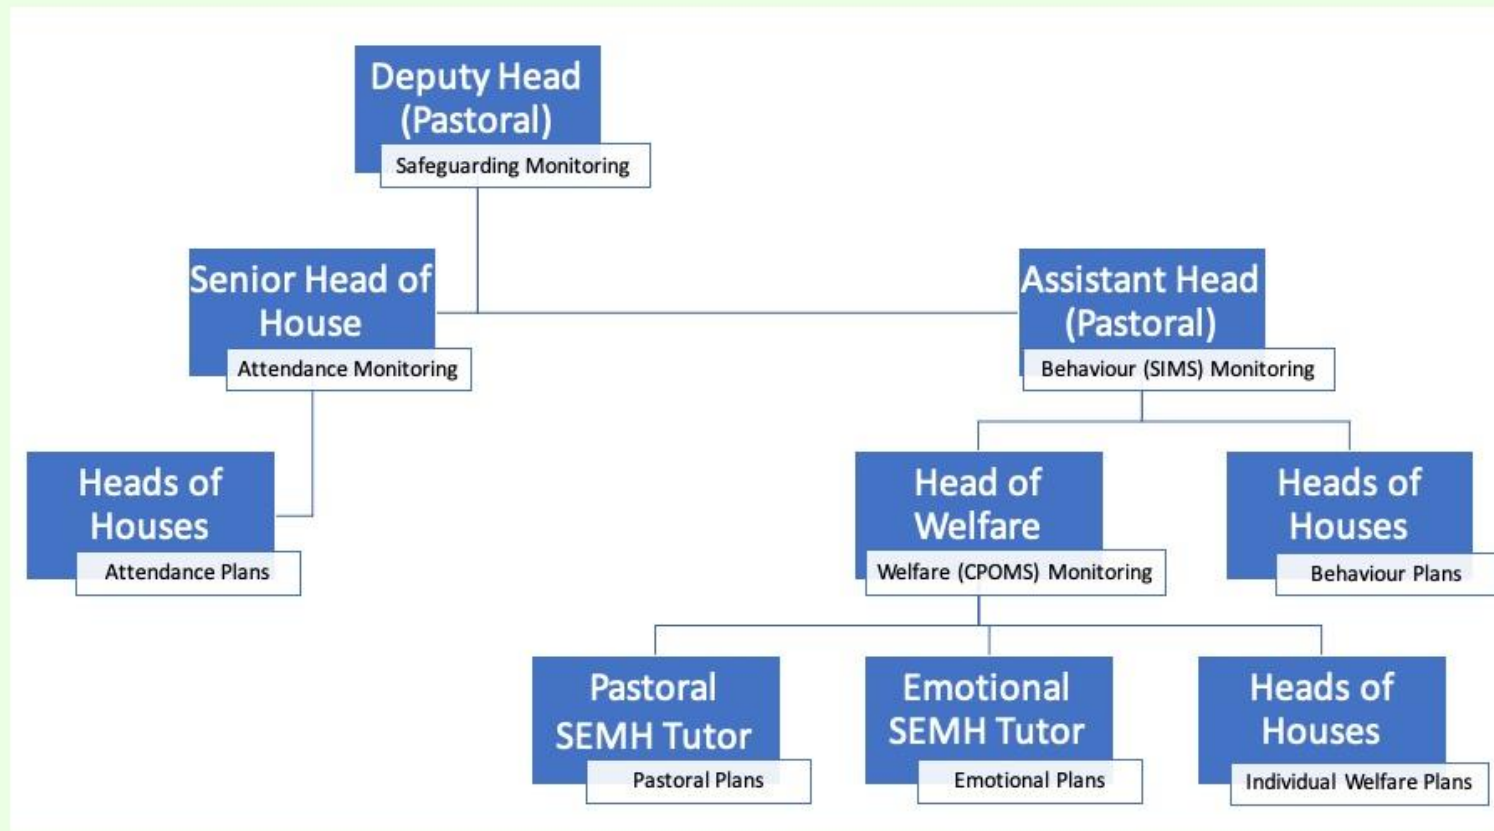 Deputy Head
(Pastoral)
Safeguarding Monitoring
Senior Head of
House
Attendance Monitoring
Assistant Head
(Pastoral)
Behaviour (SIMS) Monitoring
Heads of
Houses
Attendance Plans
Head of
Welfare
Welfare (CPOMS) Monitoring
Heads of
Houses
Behaviour Plans
Pastoral
SEMH Tutor
Pastoral Plans
Emotional
SEMH Tutor
Emotional Plans
Heads of
Houses
Individual Welfare Plans